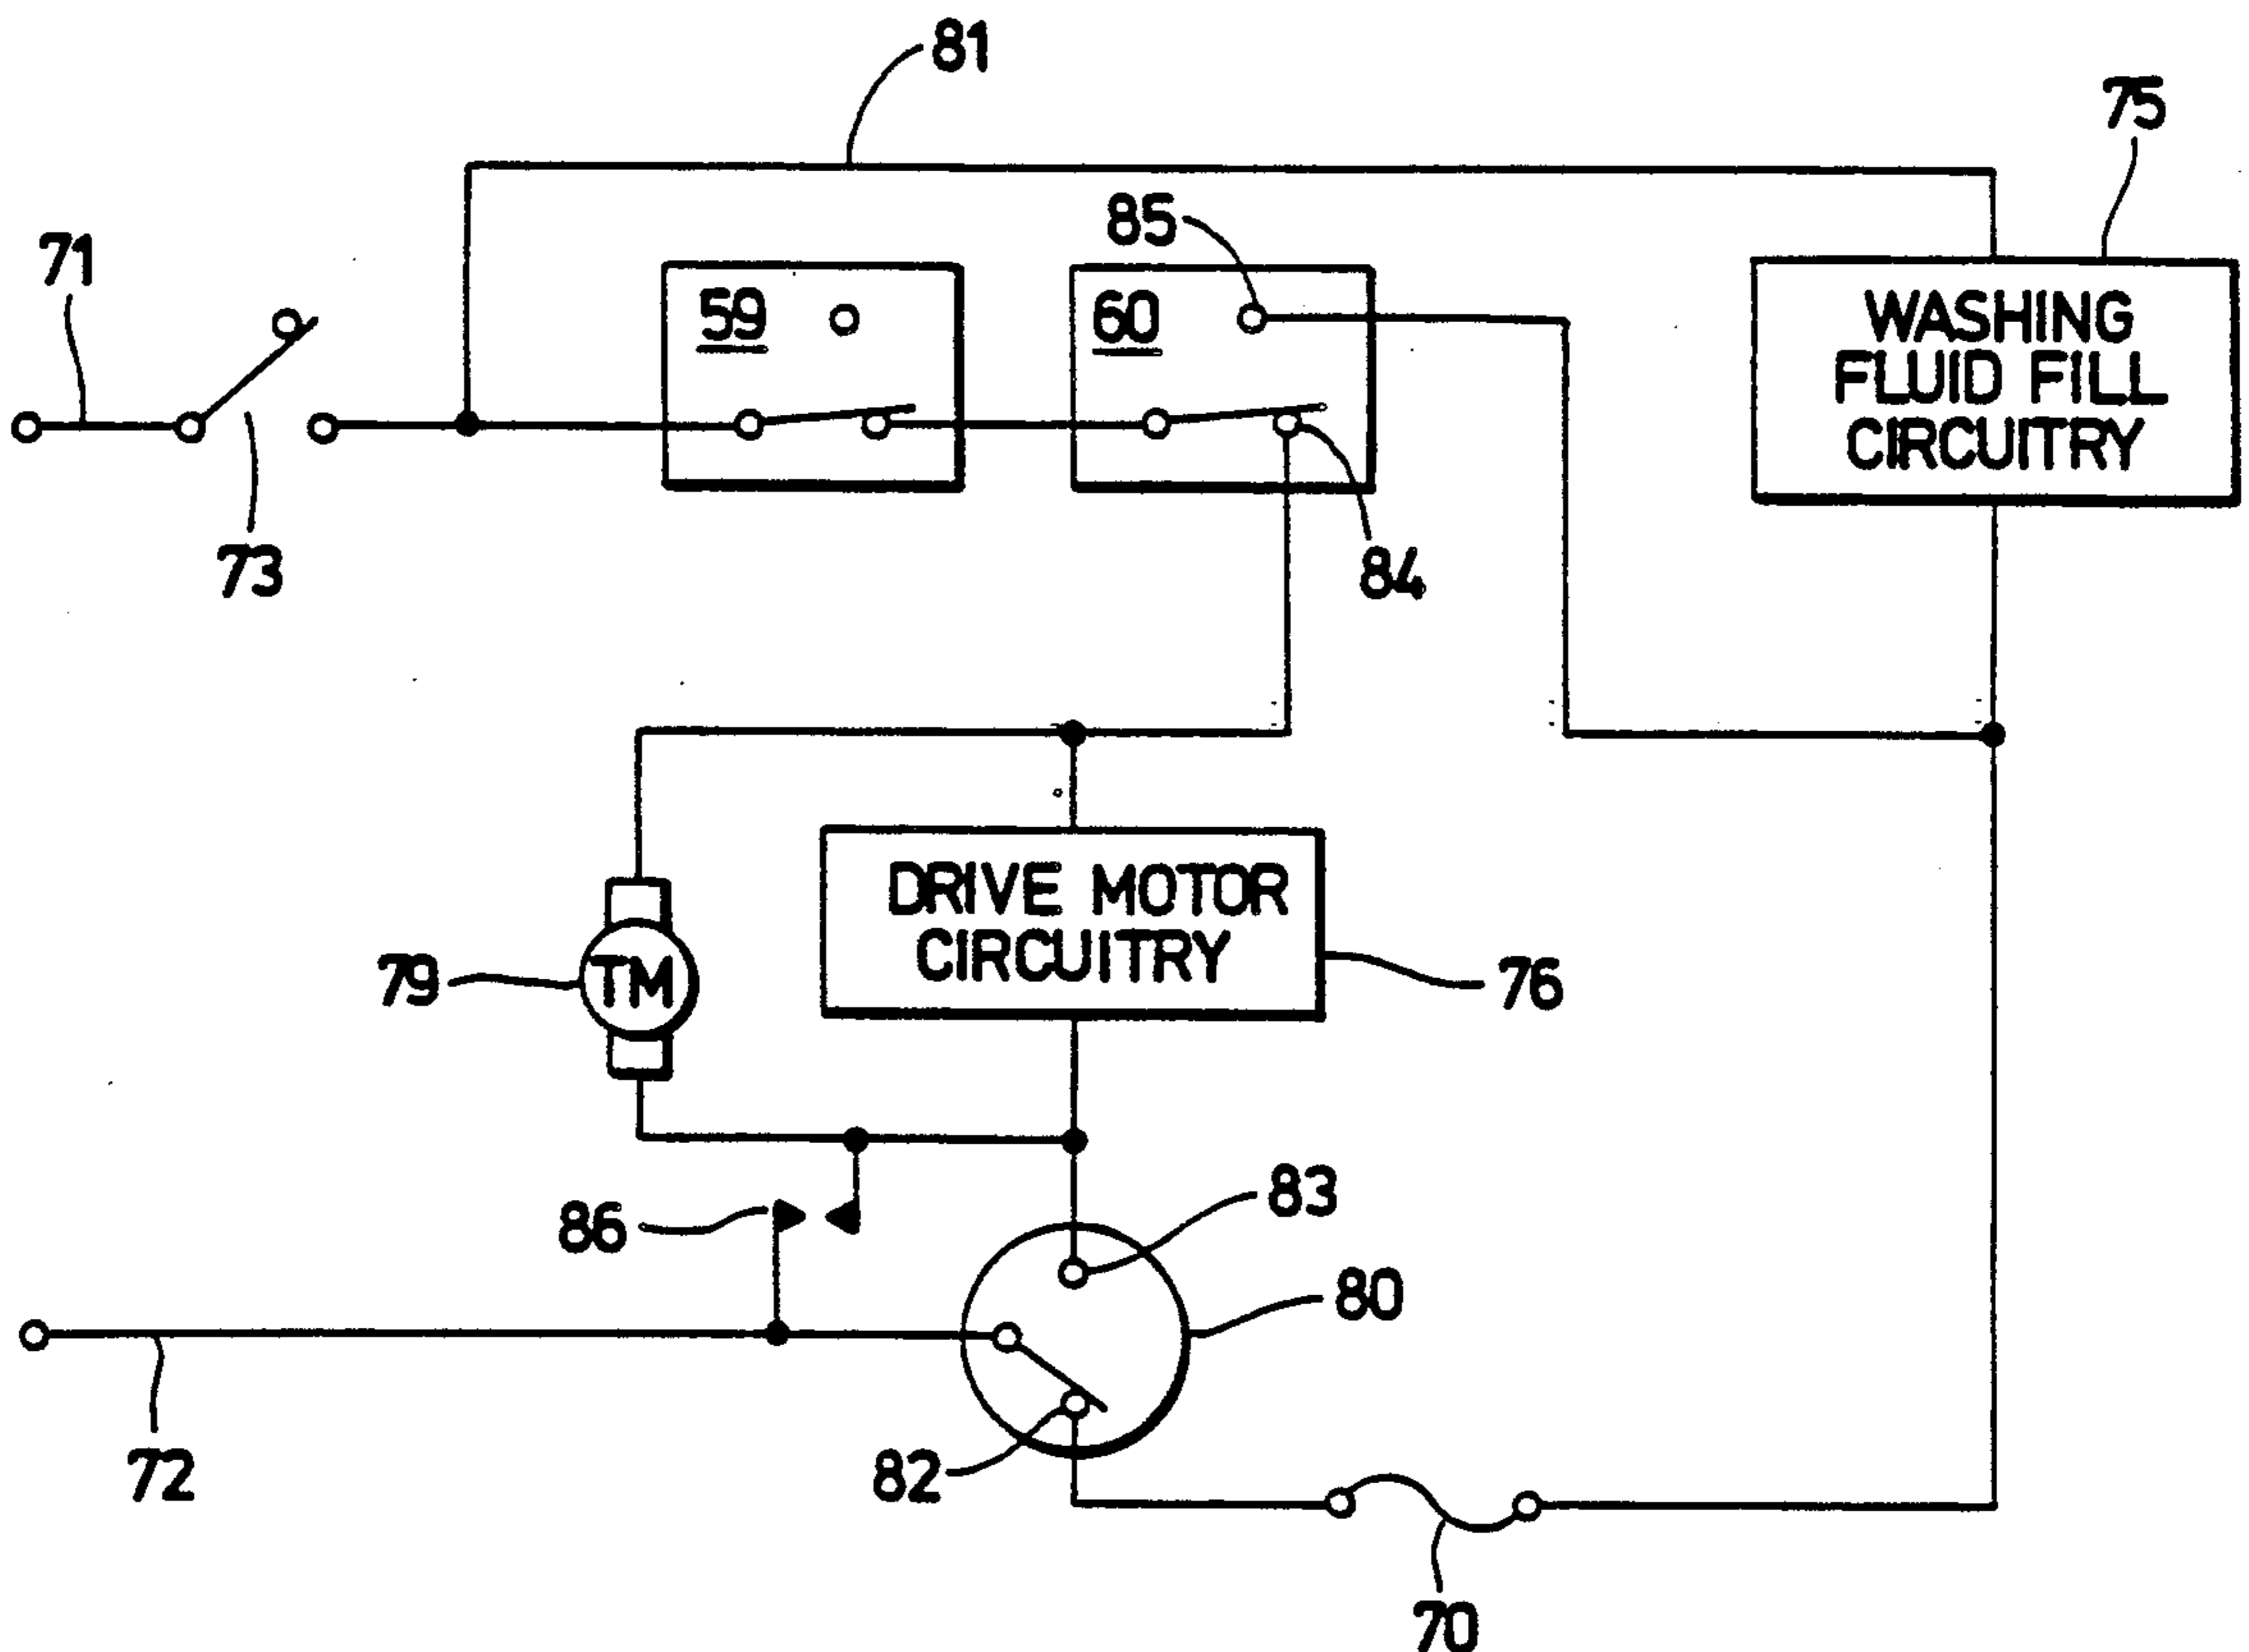 81
75
85
71
59
60
WASHING
FLUID FILL
CIRCUITRY
73
84
DRIVE MOTOR
CIRCUITRY
79
TM
76
83
86
80
82
72
70